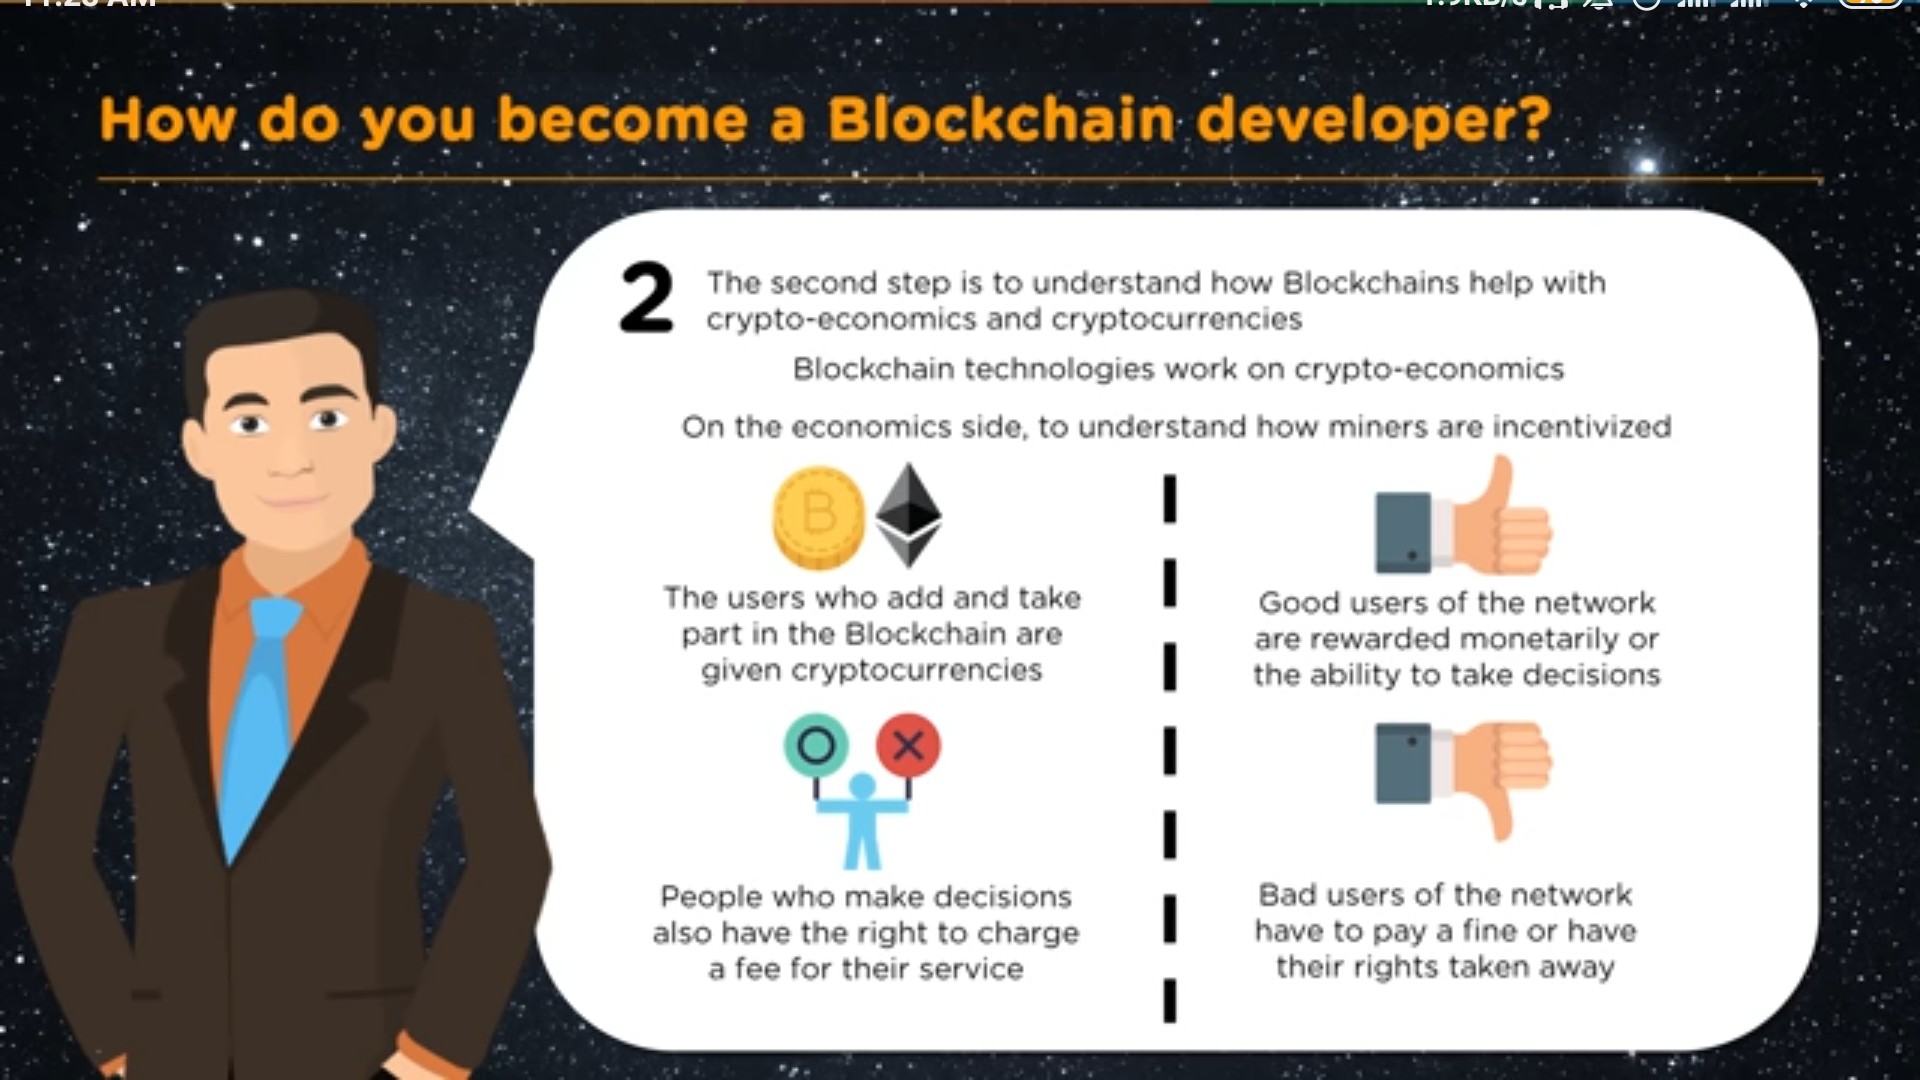 How do you become a Blockchain developer?
2
The second step is to understand how Blockchains help with
crypto-economics and cryptocurrencies
Blockchain technologies work on crypto-economics
On the economics side, to understand how miners are incentivized
B
The users who add and take
part in the Blockchain are
given cryptocurrencies
Good users of the network
are rewarded monetarily or
the ability to take decisions
People who make decisions
also have the right to charge
a fee for their service
Bad users of the network
have to pay a fine or have
their rights taken away